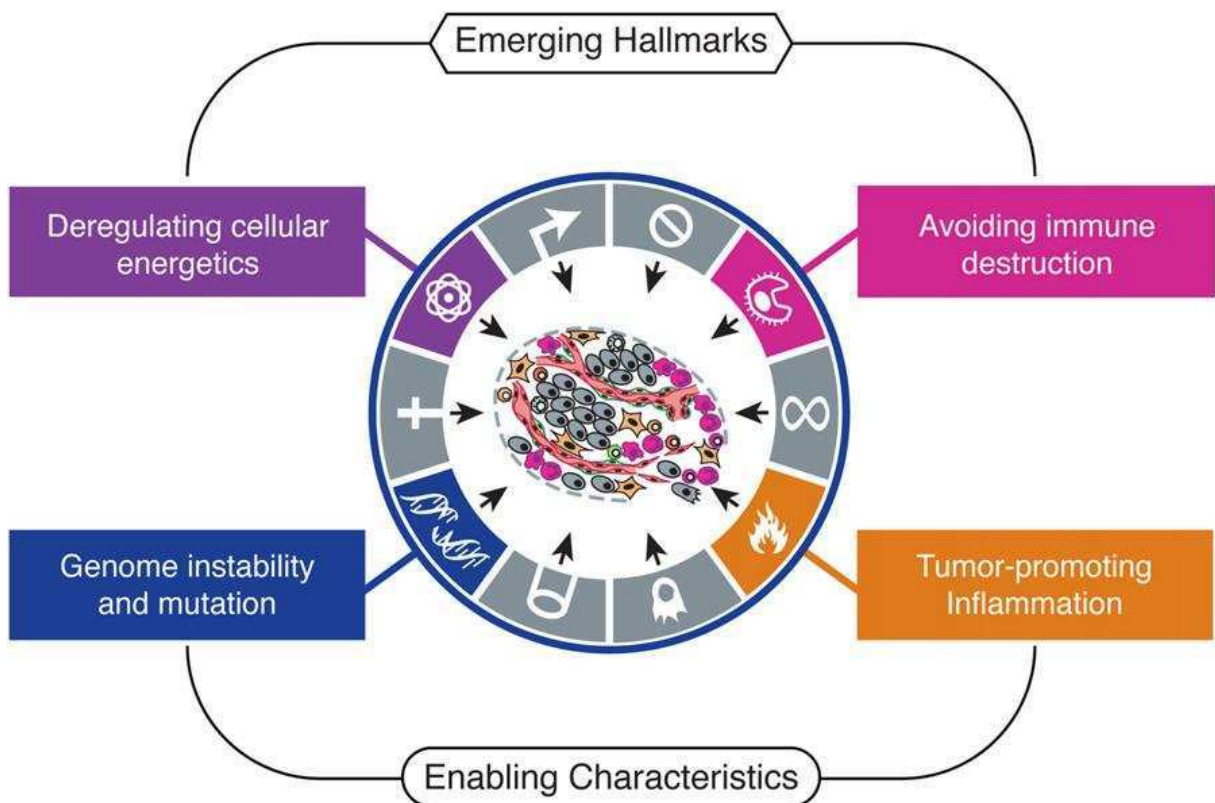 Emerging Hallmarks
Deregulating cellular
energetics
Avoiding immune
destruction
Genome instability
and mutation
Tumor-promoting
Inflammation
Enabling Characteristics